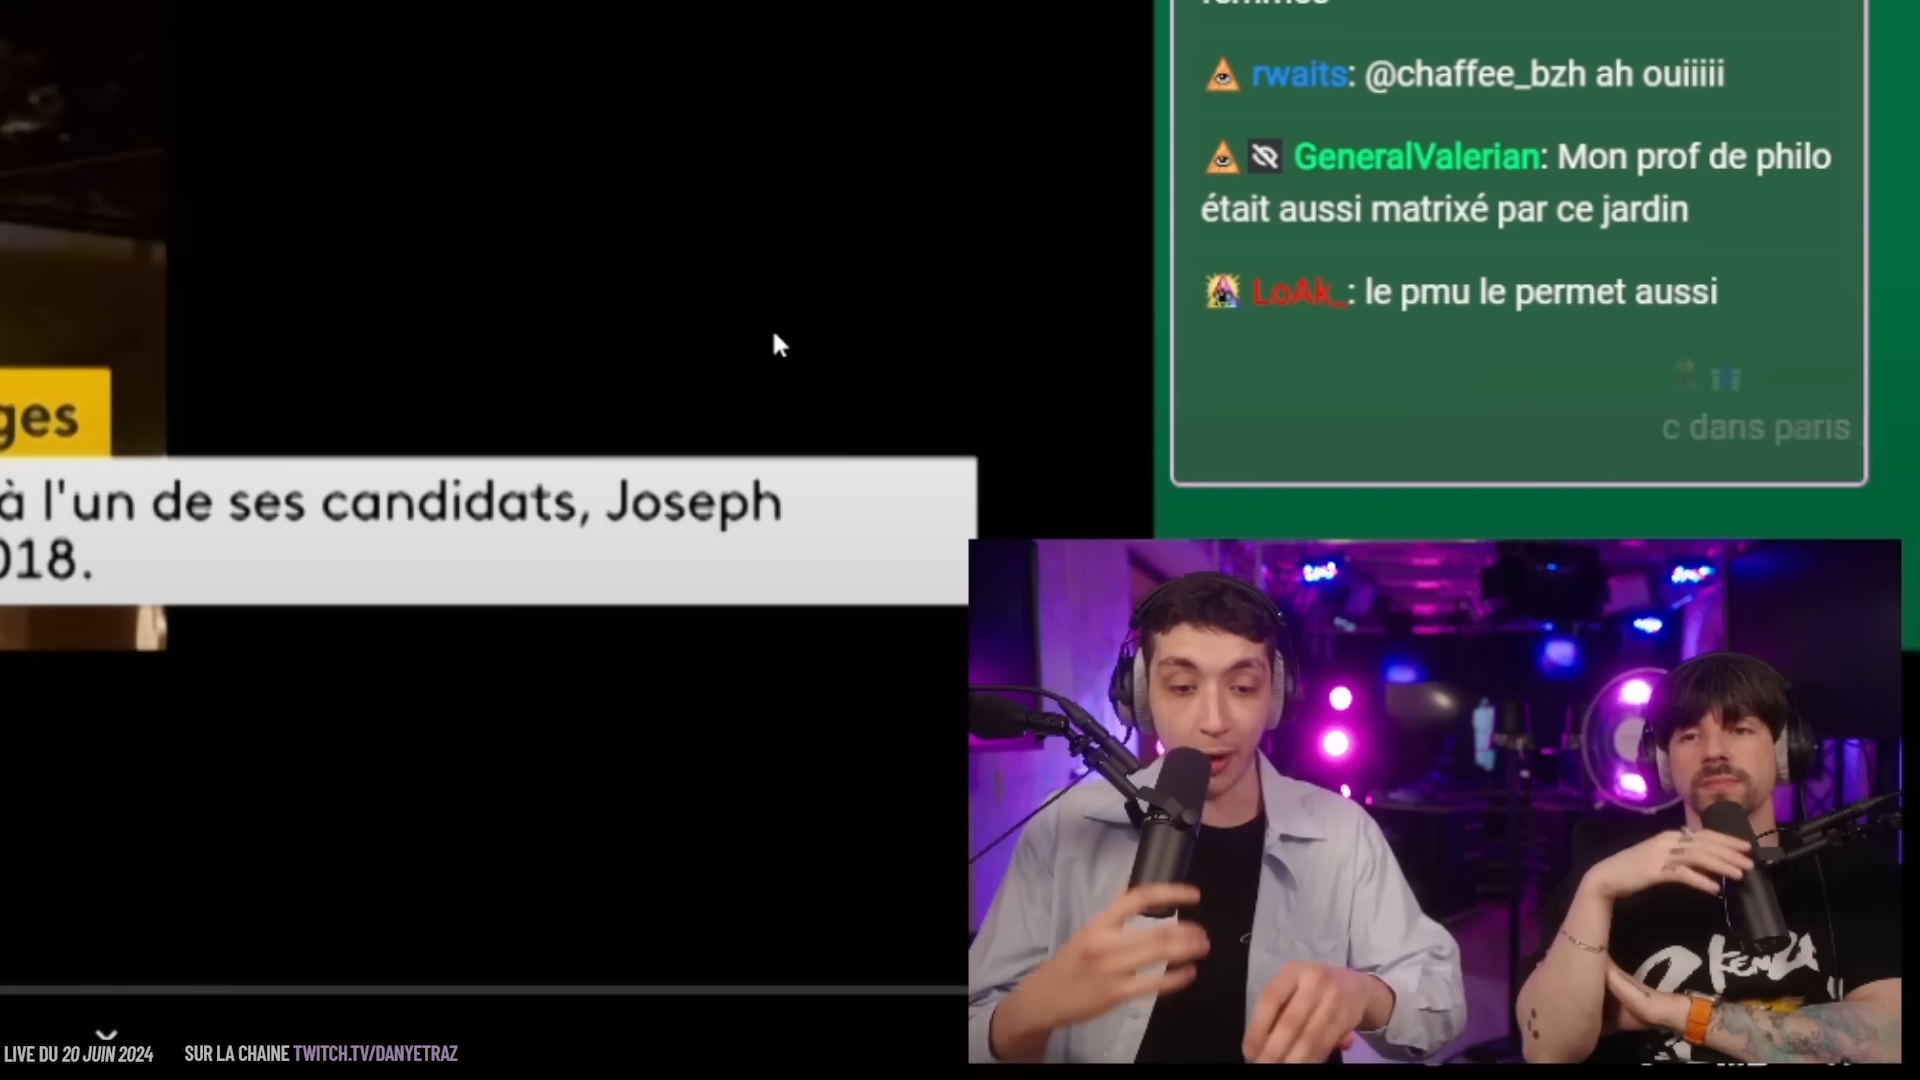 rwaits: @chaffee_bzh ah ouiiiii
GeneralValerian: Mon prof de philo
était aussi matrixé par ce jardin
LoAk_: le pmu le permet aussi
c dans paris
ges
à l'un de ses candidats, Joseph
018.
KENZA
LIVE DU 20 JUIN 2024 SUR LA CHAINE TWITCH.TV/DANYETRAZ